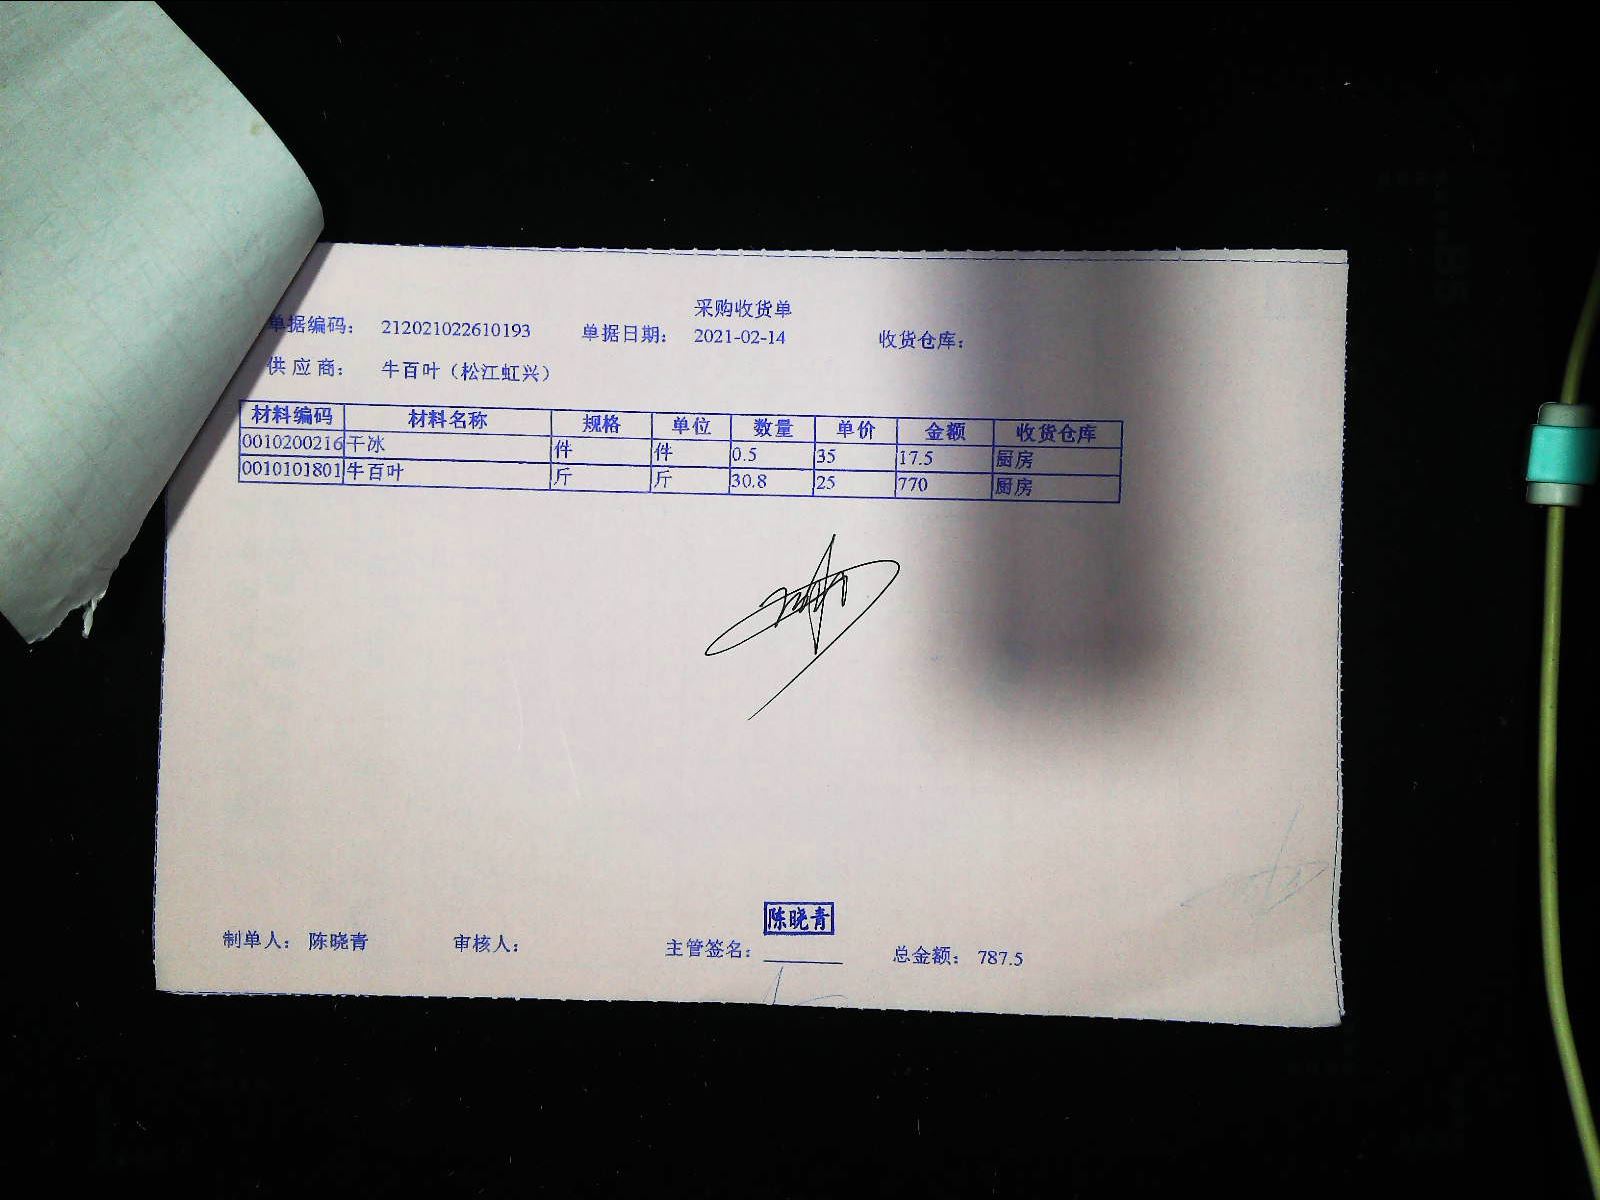 采购收货单
单据编码： 212021022610193 单据日期： 2021-02-14 收货仓库：
供应商： 牛百叶（松江虹兴）
材料编码 材料名称 规格 单位 数量 单价 金额 收货仓库
0010200216 干冰 件 件 0.5 35 17.5 厨房
0010101801 牛百叶 斤 斤 30.8 25 770 厨房
陈晓青
制单人： 陈晓青 审核人： 主管签名： 总金额： 787.5